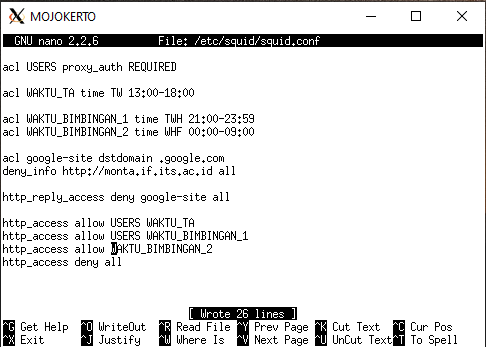 MOJOKERTO
GNU nano 2.2.6 File: /etc/squid/squid.conf
acl USERS proxy_auth REQUIRED
acl WAKTU_TA time TW 13:00-18:00
acl WAKTU_BIMBINGAN_1 time TWH 21:00-23:59
acl WAKTU_BIMBINGAN_2 time WHF 00:00-09:00
acl google-site dstdomain .google.com
deny_info http://monta.if.its.ac.id all
http_reply_access deny google-site all
http_access allow USERS WAKTU_TA
http_access allow USERS WAKTU_BIMBINGAN_1
http_access allow WAKTU_BIMBINGAN_2
http_access deny all
[ Wrote 26 lines ]
^G Get Help ^O WriteOut ^R Read File ^Y Prev Page ^K Cut Text ^C Cur Pos
^X Exit ^J Justify ^W Where Is ^V Next Page ^U UnCut Text ^T To Spell